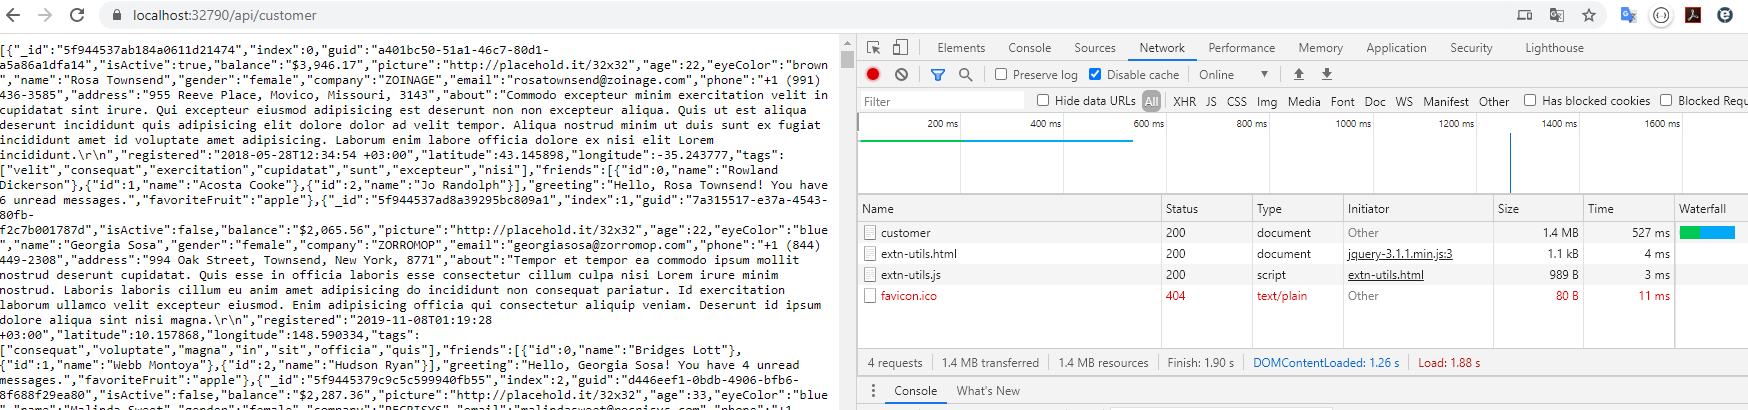 localhost:32790/api/customer
[{"_id":"5f944537ab184a0611d21474","index":0,"guid":"a401bc50-51a1-46c7-80d1-
a5a86a1dfa14","isActive":true,"balance":"$3,946.17","picture":"http://placehold.it/32x32","age":22,"eyeColor":"brown
","name":"Rosa Townsend","gender":"female","company":"ZOINAGE","email":"rosatownsend@zoinage.com","phone":"+1 (991)
436-3585","address":"955 Reeve Place, Movico, Missouri, 3143","about":"Commodo excepteur minim exercitation velit in
cupidatat sint irure. Qui excepteur eiusmod adipisicing est deserunt non non excepteur aliqua. Quis ut est aliqua
deserunt incididunt quis adipisicing elit dolore dolor ad velit tempor. Aliqua nostrud minim ut duis sunt ex fugiat
incididunt amet id voluptate amet adipisicing. Laborum enim labore officia dolore ex nisi elit Lorem
incididunt.\r\n","registered":"2018-05-28T12:34:54 +03:00","latitude":43.145898,"longitude":-35.243777,"tags":
["velit","consequat","exercitation","cupidatat","sunt","excepteur","nisi"],"friends":[{"id":0,"name":"Rowland
Dickerson"},{"id":1,"name":"Acosta Cooke"},{"id":2,"name":"Jo Randolph"}],"greeting":"Hello, Rosa Townsend! You have
6 unread messages.","favoriteFruit":"apple"},{"_id":"5f944537ad8a39295bc809a1","index":1,"guid":"7a315517-e37a-4543-
80fb-
f2c7b001787d","isActive":false,"balance":"$2,065.56","picture":"http://placehold.it/32x32","age":22,"eyeColor":"blue
","name":"Georgia Sosa","gender":"female","company":"ZORROMOP","email":"georgiasosa@zorromop.com","phone":"+1 (844)
449-2308","address":"994 Oak Street, Townsend, New York, 8771","about":"Tempor et tempor ea commodo ipsum mollit
nostrud deserunt cupidatat. Quis esse in officia laboris esse consectetur cillum culpa nisi Lorem irure minim
nostrud. Laboris laboris cillum eu anim amet adipisicing do incididunt non consequat pariatur. Id exercitation
laborum ullamco velit excepteur eiusmod. Enim adipisicing officia qui consectetur aliquip veniam. Deserunt id ipsum
dolore aliqua sint nisi magna.\r\n","registered":"2019-11-08T01:19:28
+03:00","latitude":10.157868,"longitude":148.590334,"tags":
["consequat","voluptate","magna","in","sit","officia","quis"],"friends":[{"id":0,"name":"Bridges Lott"},
{"id":1,"name":"Webb Montoya"},{"id":2,"name":"Hudson Ryan"}],"greeting":"Hello, Georgia Sosa! You have 4 unread
messages.","favoriteFruit":"apple"},{"_id":"5f9445379c9c5c599940fb55","index":2,"guid":"d446eef1-0bdb-4906-bfb6-
8f688f29ea80","isActive":false,"balance":"$2,287.36","picture":"http://placehold.it/32x32","age":33,"eyeColor":"blue
Elements Console Sources Network Performance Memory Application Security Lighthouse
Preserve log Disable cache Online
Filter Hide data URLs All XHR JS CSS Img Media Font Doc WS Manifest Other Has blocked cookies Blocked Requ
200 ms 400 ms 600 ms 800 ms 1000 ms 1200 ms 1400 ms 1600 ms
Name Status Type Initiator Size Time Waterfall
customer 200 document Other 1.4 MB 527 ms
extn-utils.html 200 document jquery-3.1.1.min.js:3 1.1 kB 4 ms
extn-utils.js 200 script extn-utils.html 989 B 3 ms
favicon.ico 404 text/plain Other 80 B 11 ms
4 requests 1.4 MB transferred 1.4 MB resources Finish: 1.90 s DOMContentLoaded: 1.26 s Load: 1.88 s
Console What's New